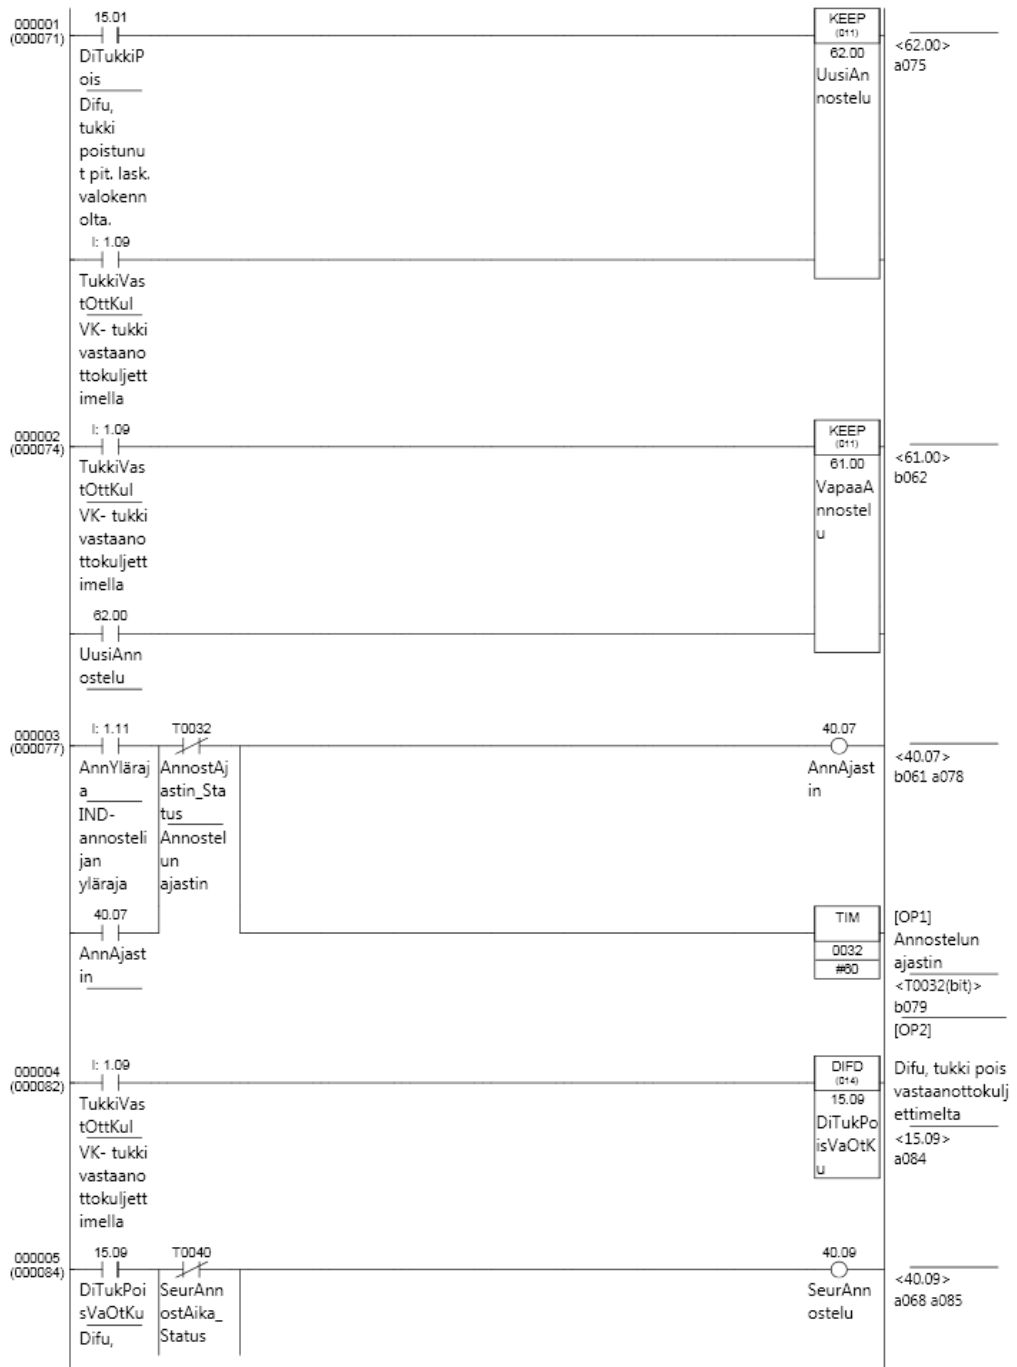 15.01
KEEP
000001
(011)
(000071)
<62.00>
DiTukkiP
62.00
a075
ois
UusiAn
nostelu
Difu,
tukki
poistunu
t pit. lask.
valokenn
olta.
I: 1.09
TukkiVas
tOttKul
VK- tukki
vastaano
ttokuljett
imella
I: 1.09
KEEP
000002
(011)
(000074)
TukkiVas
61.00
<61.00>
tOttKul
VapaaA
b062
VK- tukki
nnostel
vastaano
u
ttokuljett
imella
62.00
UusiAnn
ostelu
I: 1.11
T0032
40.07
000003
(000077)
AnnYläraj
AnnostAj
AnnAjast
<40.07>
a
astin_Sta
in
b061 a078
IND-
tus
annosteli
Annostel
jan
un
yläraja
ajastin
40.07
TIM
[OP1]
AnnAjast
0032
Annostelun
in
#60
ajastin
<T0032(bit)>
b079
[OP2]
I: 1.09
DIFD
Difu, tukki pois
000004
(014)
(000082)
vastaanottokulj
TukkiVas
15.09
ettimelta
tOttKul
DiTukPo
<15.09>
VK- tukki
isVaOtK
a084
vastaano
u
ttokuljett
imella
15.09
T0040
40.09
000005
(000084)
DiTukPoi
SeurAnn
SeurAnn
<40.09>
sVaOtKu
ostAika_
ostelu
a068 a085
Difu,
Status